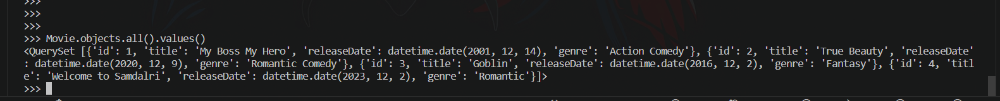 >>>
>>>
>>>
>>> Movie.objects.all().values()
<QuerySet [{'id': 1, 'title': 'My Boss My Hero', 'releaseDate': datetime.date(2001, 12, 14), 'genre': 'Action Comedy'}, {'id': 2, 'title': 'True Beauty', 'releaseDate'
: datetime.date(2020, 12, 9), 'genre': 'Romantic Comedy'}, {'id': 3, 'title': 'Goblin', 'releaseDate': datetime.date(2016, 12, 2), 'genre': 'Fantasy'}, {'id': 4, 'titl
e': 'Welcome to Samdalri', 'releaseDate': datetime.date(2023, 12, 2), 'genre': 'Romantic'}]>
>>>